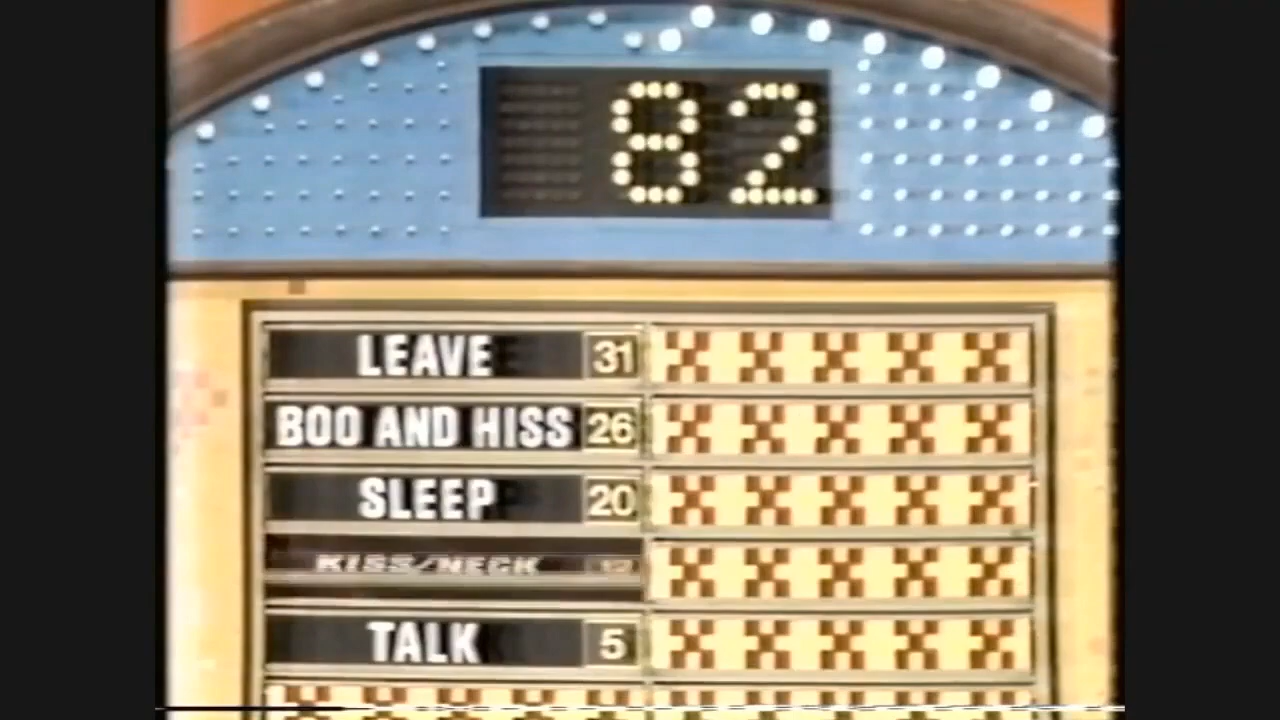 82
LEAVE 31
BOO AND HISS 26
SLEEP 20
KISS/NECK
TALK 5